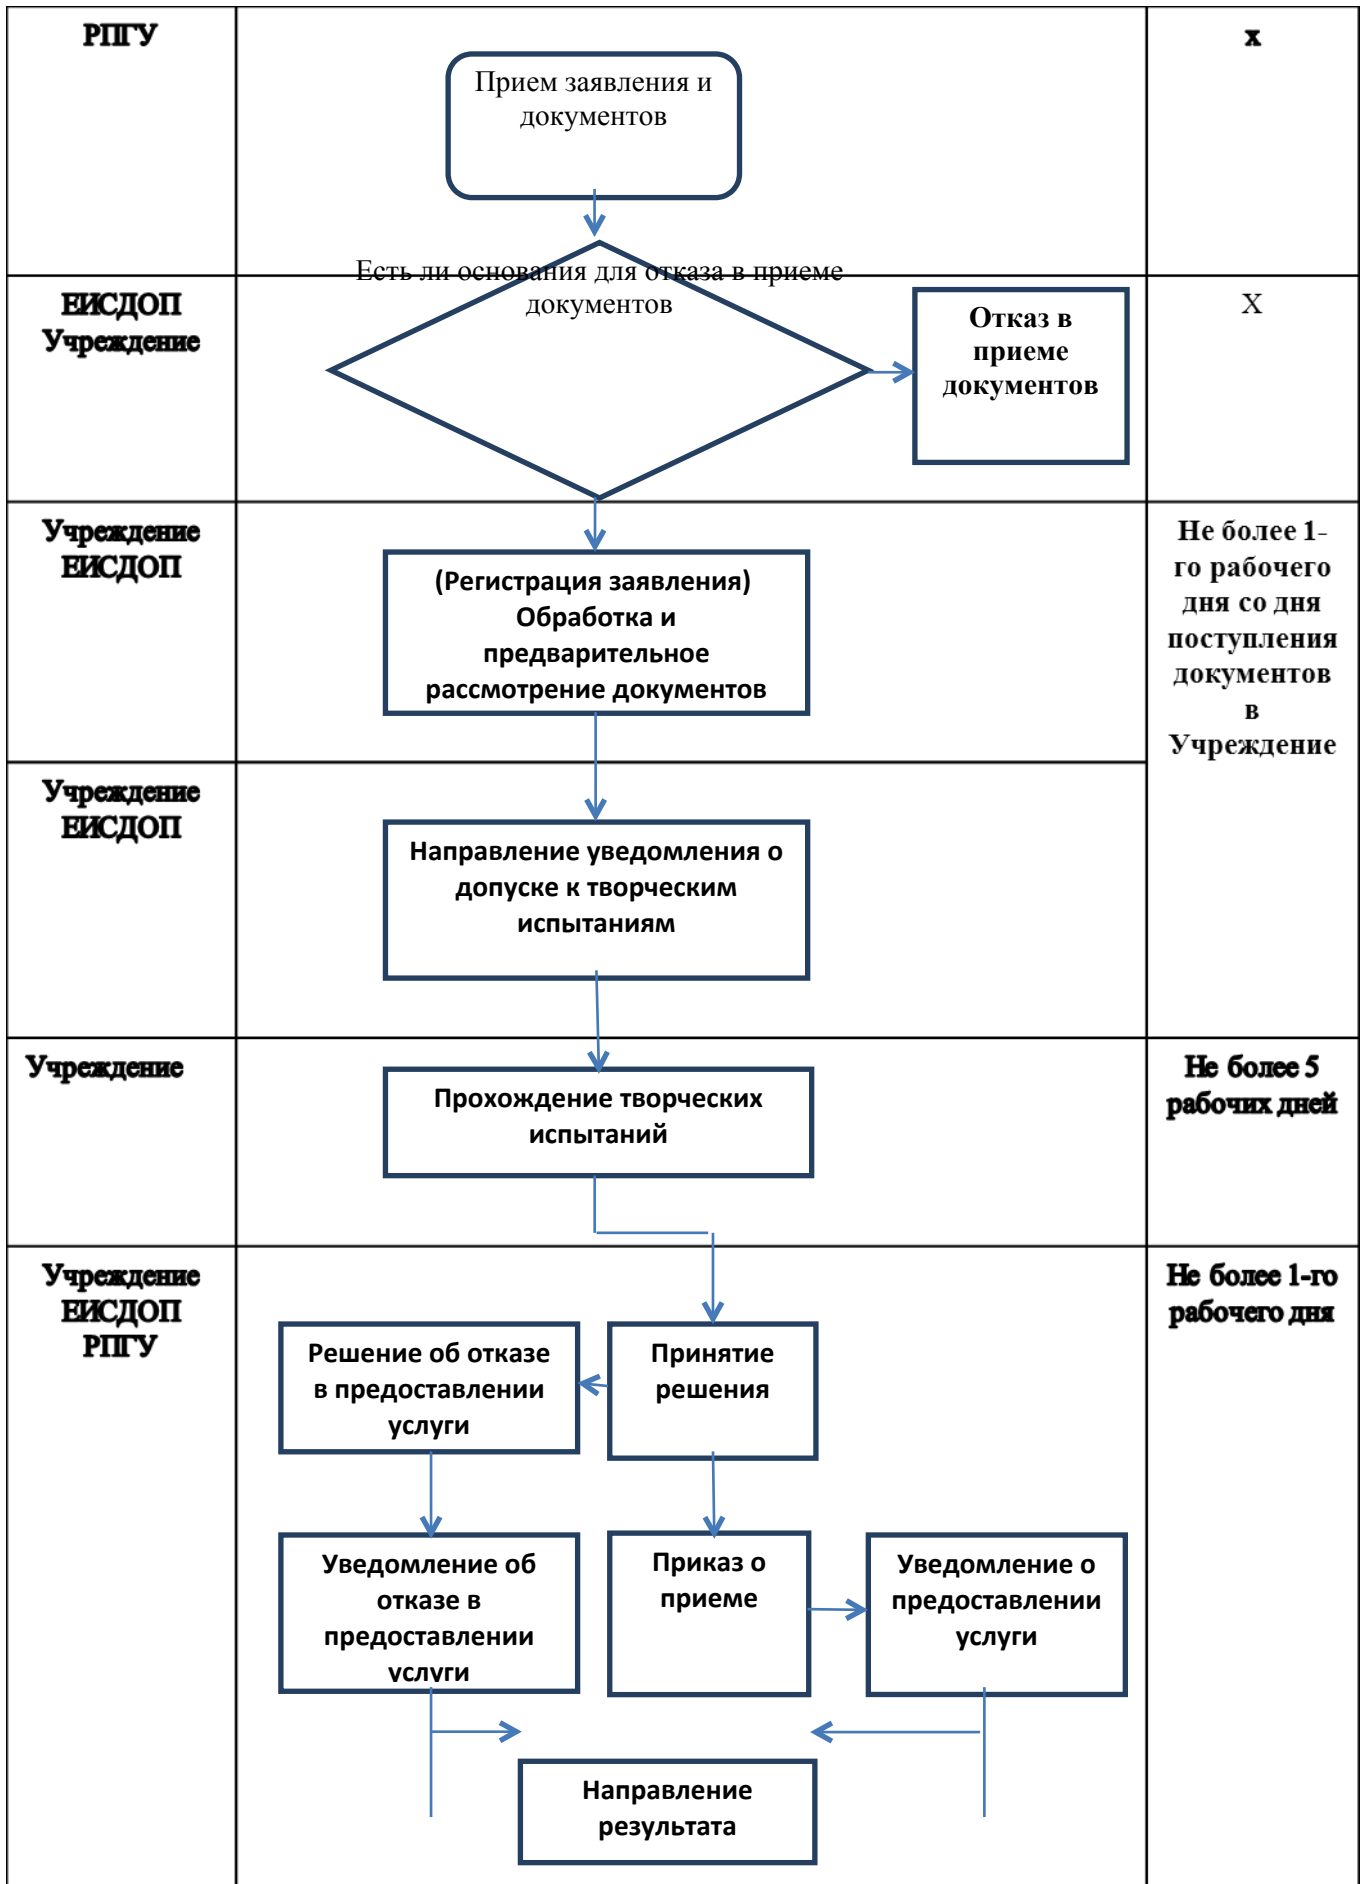 РПГУ
Прием заявления и
документов
х
Есть ли основания для отказа в приеме
документов
ЕИСДОП
Учреждение
Отказ в
приеме
документов
Х
Учреждение
ЕИСДОП
(Регистрация заявления)
Обработка и
предварительное
рассмотрение документов
Не более 1-
го рабочего
дня со дня
поступления
документов
в
Учреждение
Учреждение
ЕИСДОП
Направление уведомления о
допуске к творческим
испытаниям
Учреждение
Прохождение творческих
испытаний
Не более 5
рабочих дней
Учреждение
ЕИСДОП
РПГУ
Не более 1-го
рабочего дня
Решение об отказе
в предоставлении
услуги
Принятие
решения
Уведомление об
отказе в
предоставлении
услуги
Приказ о
приеме
Уведомление о
предоставлении
услуги
Направление
результата